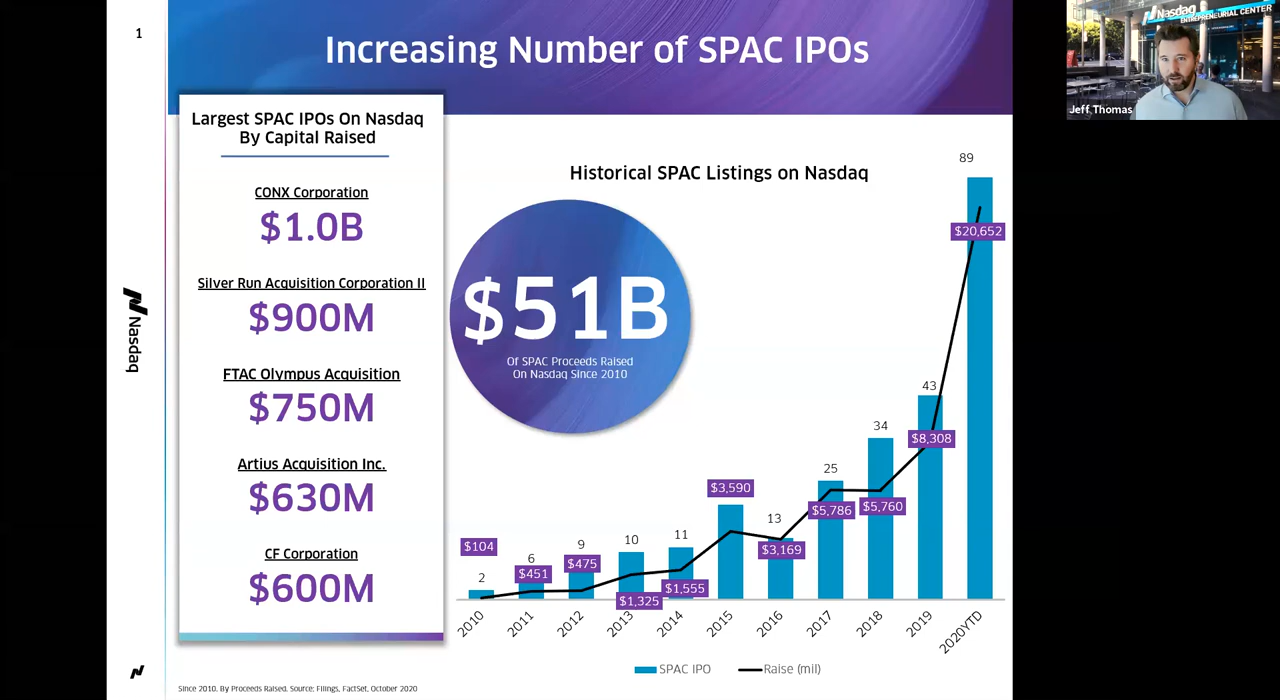 1
Increasing Number of SPAC IPOs
Largest SPAC IPOs On Nasdaq
By Capital Raised
CONX Corporation
$1.0B
Silver Run Acquisition Corporation II
$900M
FTAC Olympus Acquisition
$750M
Artius Acquisition Inc.
$630M
CF Corporation
$600M
Historical SPAC Listings on Nasdaq
$51B
Of SPAC Proceeds Raised
On Nasdaq Since 2010
89
$20,652
43
$8,308
34
$5,760
25
$5,786
13
$3,169
$3,590
11
$1,555
10
$1,325
9
$475
6
$451
$104
2
2010
2011
2012
2013
2014
2015
2016
2017
2018
2019
2020YTD
SPAC IPO
Raise (mil)
Since 2010. By Proceeds Raised. Source: Filings, FactSet, October 2020
Nasdaq
Nasdaq
ENTREPRENEURIAL CENTER
Jeff Thomas